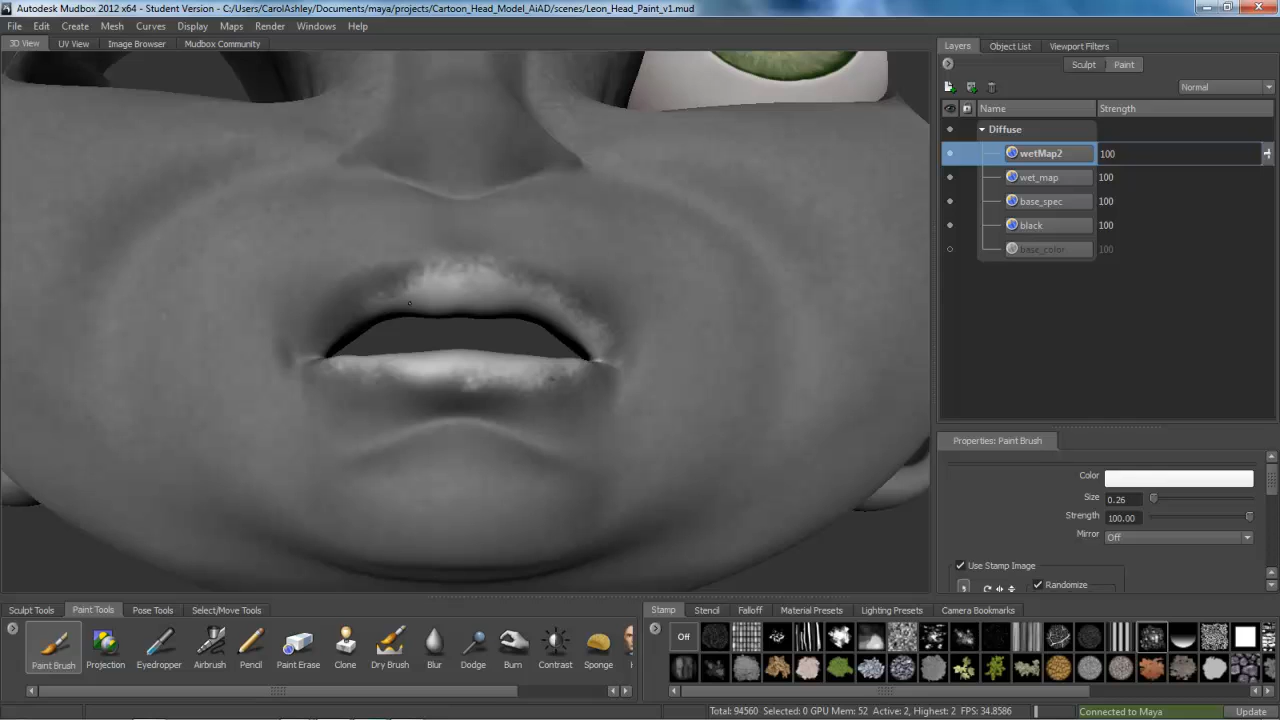 Autodesk Mudbox 2012 x64 - Student Version - C:/Users/CarolAshley/Documents/maya/projects/Cartoon_Head_Model_AiAD/scenes/Leon_Head_Paint_v1.mud
File Edit Create Mesh Curves Display Maps Render Windows Help
3D View UV View Image Browser Mudbox Community
Layers Object List Viewport Filters
Sculpt Paint
Normal
Name Strength
Diffuse
wetMap2 100
wet_map 100
base_spec 100
black 100
base_color 100
Properties: Paint Brush
Color
Size 0.26
Strength 100.00
Mirror Off
Use Stamp Image
Randomize
Sculpt Tools Paint Tools Pose Tools Select/Move Tools
Paint Brush Projection Eyedropper Airbrush Pencil Paint Erase Clone Dry Brush Blur Dodge Burn Contrast Sponge
Stamp Stencil Falloff Material Presets Lighting Presets Camera Bookmarks
Off
Total: 94560 Selected: 0 GPU Mem: 52 Active: 2, Highest: 2 FPS: 34.8586
Connected to Maya
Update